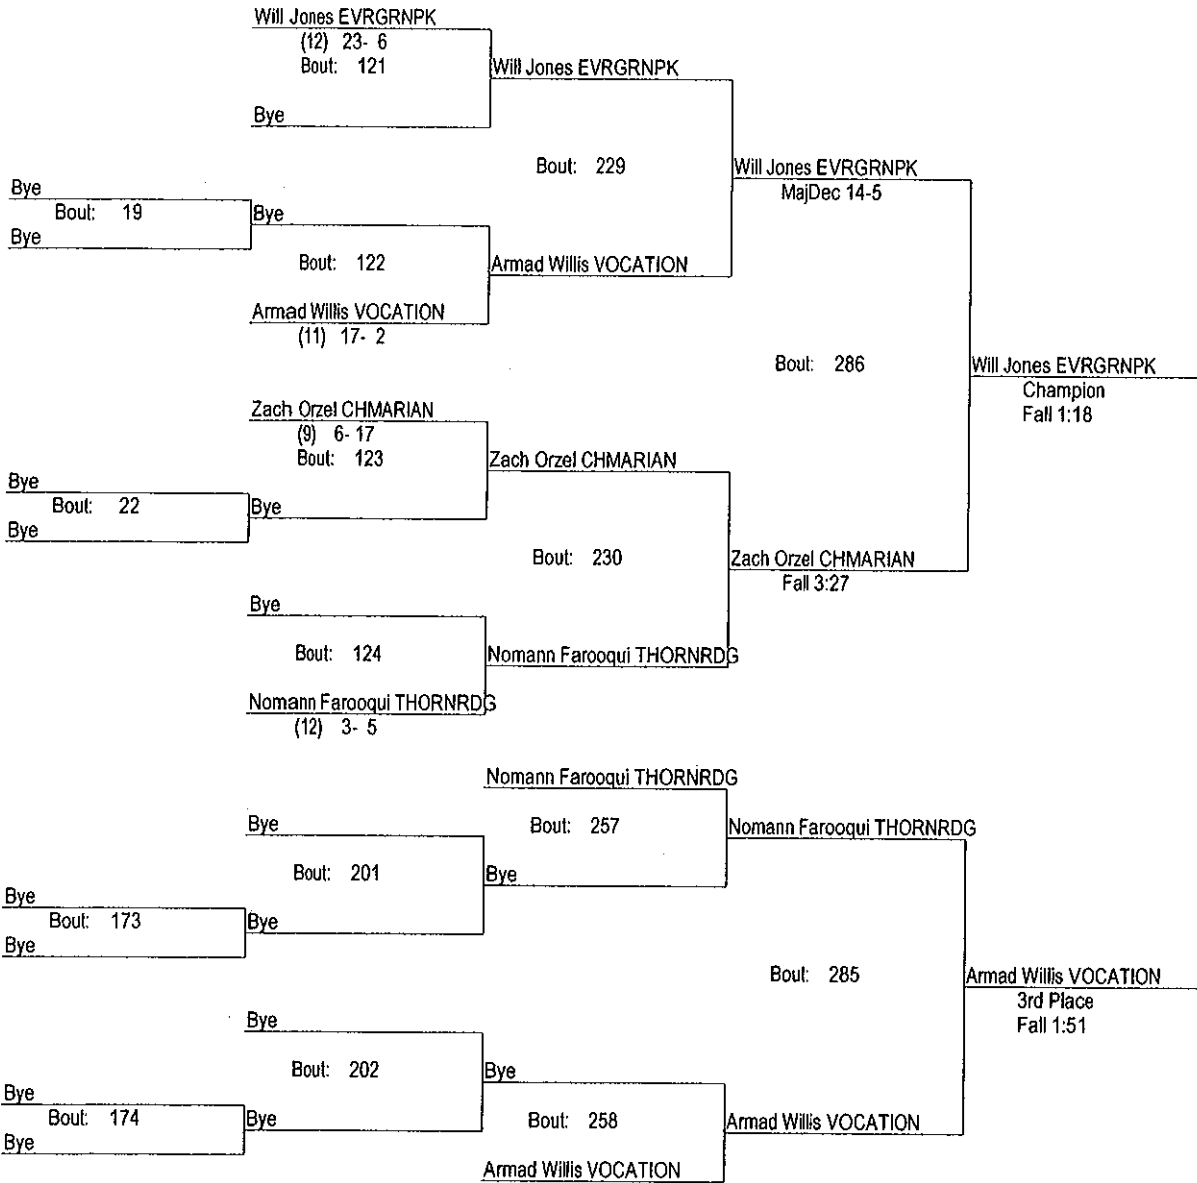 Will Jones EVRGRNPK
(12) 23- 6
Bout: 121
Will Jones EVRGRNPK
Bye
Bout: 229
Will Jones EVRGRNPK
MajDec 14-5
Bye
Bout: 19
Bye
Bye
Bout: 122
Armad Willis VOCATION
Armad Willis VOCATION
(11) 17- 2
Bout: 286
Will Jones EVRGRNPK
Champion
Fall 1:18
Zach Orzel CHMARIAN
(9) 6- 17
Bout: 123
Zach Orzel CHMARIAN
Bye
Bout: 22
Bye
Bye
Bout: 230
Zach Orzel CHMARIAN
Fall 3:27
Bye
Bout: 124
Nomann Farooqui THORNRDG
Nomann Farooqui THORNRDG
(12) 3- 5
Nomann Farooqui THORNRDG
Bout: 257
Nomann Farooqui THORNRDG
Bye
Bout: 201
Bye
Bye
Bout: 173
Bye
Bye
Bout: 285
Armad Willis VOCATION
3rd Place
Fall 1:51
Bye
Bout: 202
Bye
Bye
Bout: 174
Bye
Bye
Bout: 258
Armad Willis VOCATION
Armad Willis VOCATION